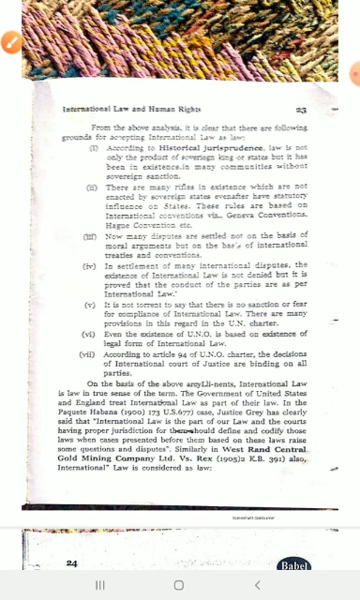 International Law and Human Rights 23
From the above analysis, it is clear that there are following
grounds for accepting International Law as law:
(i) According to Historical jurisprudence, law is not
only the product of soveriegn king or states but it has
been in existence.in many communities without
sovereign sanction.
(ii) There are many rifles in existence which are not
enacted by sovereign states evenafter have statutory
influence on States. These rules are based on
International conventions viz., Geneva Conventions,
Hague Convention etc.
(iii) Now many disputes are settled not on the basis of
moral arguments but on the basis of international
treaties and conventions.
(iv) In settlement of many international disputes, the
existence of International Law is not denied but it is
proved that the conduct of the parties are as per
International Law.'
(v) It is not torrent to say that there is no sanction or fear
for compliance of International Law. There are many
provisions in this regard in the U.N. charter.
(vi) Even the existence of U.N.O. is based on existence of
legal form of International Law.
(vii) According to article 94 of U.N.O. charter, the decisions
of International court of Justice are binding on all
parties.
On the basis of the above argLli-nents, International Law
is law in true sense of the term. The Government of United States
and England treat International Law as part of their law. In the
Paquete Habana (1900) 173 U.S.677) case, Justice Grey has clearly
said that "International Law is the part of our Law and the courts
having proper jurisdiction for them should define and codify those
laws when cases presented before them based on these laws raise
some questions and disputes". Similarly in West Rand Central
Gold Mining Company Ltd. Vs. Rex (1905)2 K.B. 391) also,
International" Law is considered as law:
Scanned with CamScanner
24 Babel